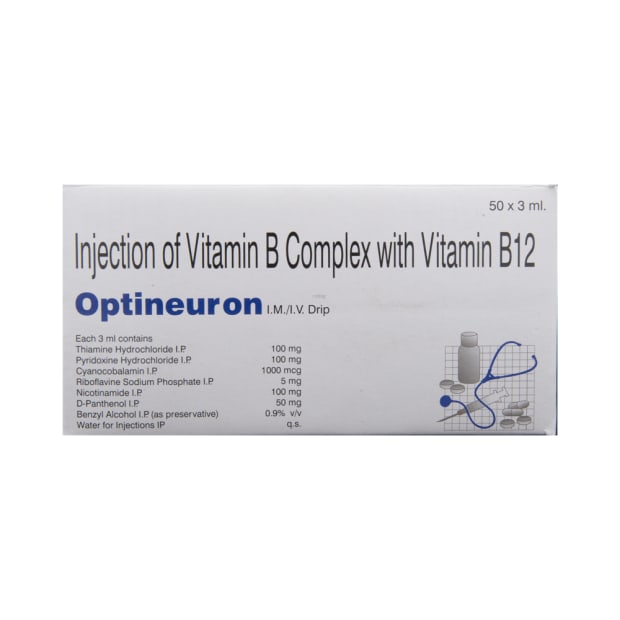 50 x 3 ml.
Injection of Vitamin B Complex with Vitamin B12
Optineuron I.M./I.V. Drip
Each 3 ml contains
Thiamine Hydrochloride I.P. 100 mg
Pyridoxine Hydrochloride I.P. 100 mg
Cyanocobalamin I.P. 1000 mcg
Riboflavine Sodium Phosphate I.P. 5 mg
Nicotinamide I.P. 100 mg
D-Panthenol I.P. 50 mg
Benzyl Alcohol I.P. (as preservative) 0.9% v/v
Water for Injections IP q.s.